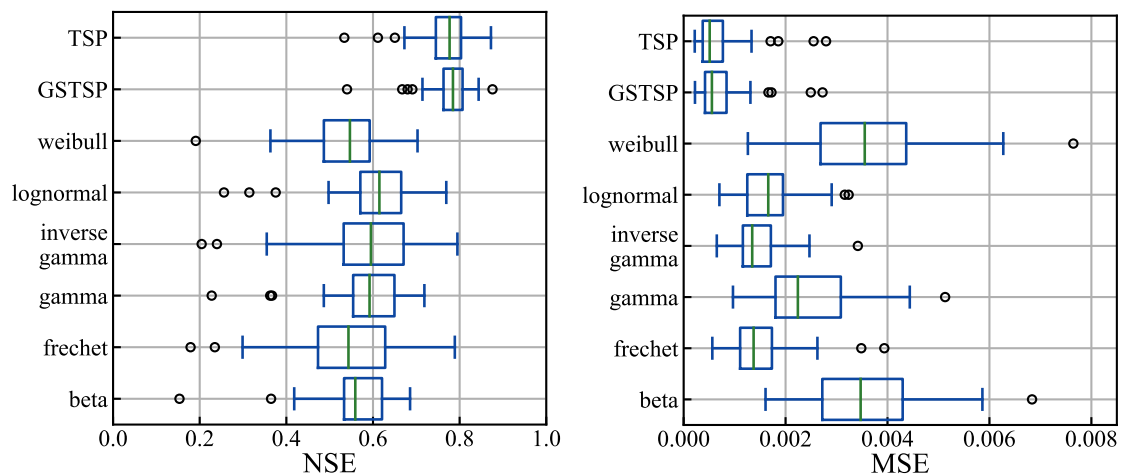 TSP
GSTSP
weibull
lognormal
inverse
gamma
gamma
frechet
beta
0.0 0.2 0.4 0.6 0.8 1.0
NSE
TSP
GSTSP
weibull
lognormal
inverse
gamma
gamma
frechet
beta
0.000 0.002 0.004 0.006 0.008
MSE